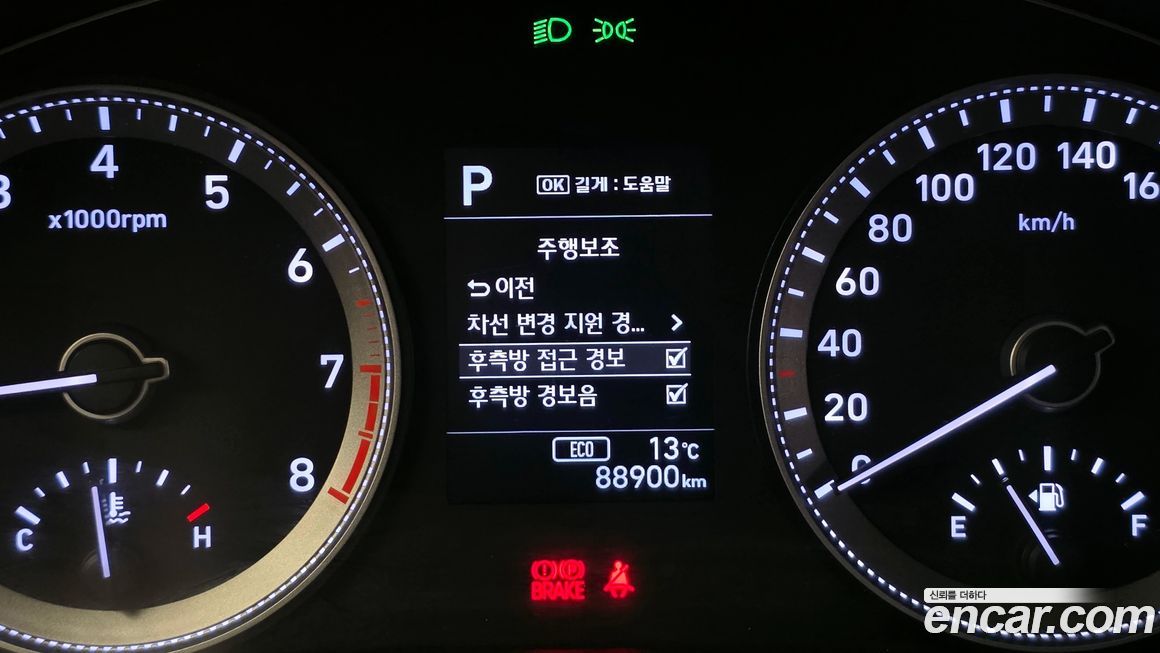 P OK 길게 : 도움말
주행보조
이전
차선 변경 지원 경...
후측방 접근 경보
후측방 경보음
ECO 13°C
88900km
3 4 5 6 7 8
x1000rpm
C H
0 20 40 60 80 100 120 140 16
km/h
E F
BRAKE
신뢰를 더하다
encar.com